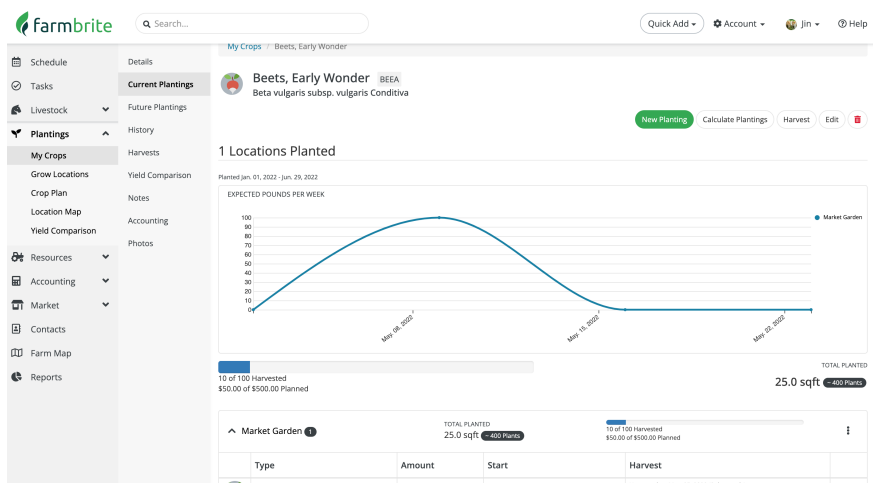 farmbrite
Search...
Quick Add
Account
Jin
Help
Schedule
Tasks
Livestock
Plantings
My Crops
Grow Locations
Crop Plan
Location Map
Yield Comparison
Resources
Accounting
Market
Contacts
Farm Map
Reports
Details
Current Plantings
Future Plantings
History
Harvests
Yield Comparison
Notes
Accounting
Photos
My Crops / Beets, Early Wonder
Beets, Early Wonder BEEA
Beta vulgaris subsp. vulgaris Conditiva
New Planting Calculate Plantings Harvest Edit
1 Locations Planted
Planted Jan. 01, 2022 - Jun. 29, 2022
EXPECTED POUNDS PER WEEK
100
90
80
70
60
50
40
30
20
10
0
May. 08, 2022
May. 15, 2022
May. 22, 2022
Market Garden
10 of 100 Harvested
$50.00 of $500.00 Planned
TOTAL PLANTED
25.0 sqft ~ 400 Plants
Market Garden 1
TOTAL PLANTED
25.0 sqft ~ 400 Plants
10 of 100 Harvested
$50.00 of $500.00 Planned
Type Amount Start Harvest